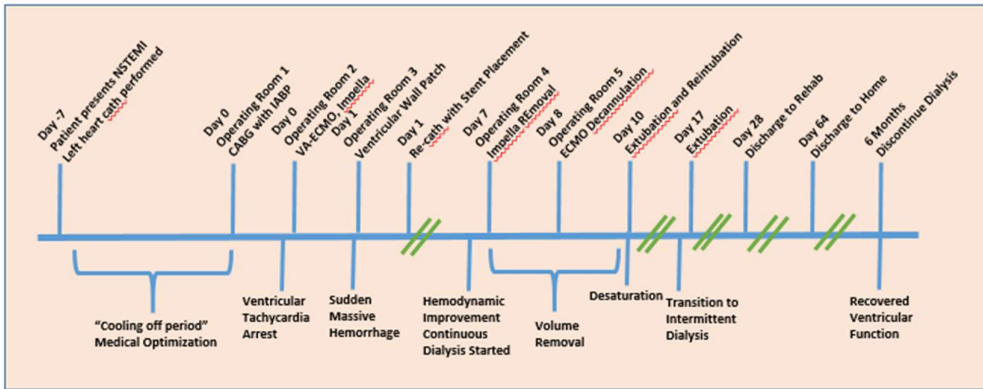 Day -7
Patient presents NSTEMI
Left heart cath performed
Day 0
Operating Room 1
CABG with IABP
Day 0
Operating Room 2
VA-ECMO, Impella
Day 1
Operating Room 3
Ventricular Wall Patch
Day 1
Re-cath with Stent Placement
Day 7
Operating Room 4
Impella REmoval
Day 8
Operating Room 5
ECMO Decannulation
Day 10
Extubation and Reintubation
Day 17
Extubation
Day 28
Discharge to Rehab
Day 64
Discharge to Home
6 Months
Discontinue Dialysis
"Cooling off period"
Medical Optimization
Ventricular
Tachycardia
Arrest
Sudden
Massive
Hemorrhage
Hemodynamic
Improvement
Continuous
Dialysis Started
Volume
Removal
Desaturation
Transition to
Intermittent
Dialysis
Recovered
Ventricular
Function